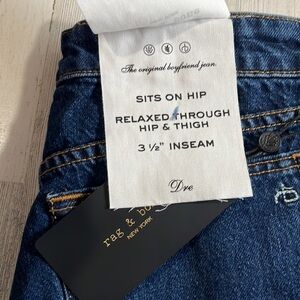 The original boyfriend jean.
SITS ON HIP
RELAXED THROUGH
HIP & THIGH
3 ½" INSEAM
Dre
rag & bo
NEW YORK